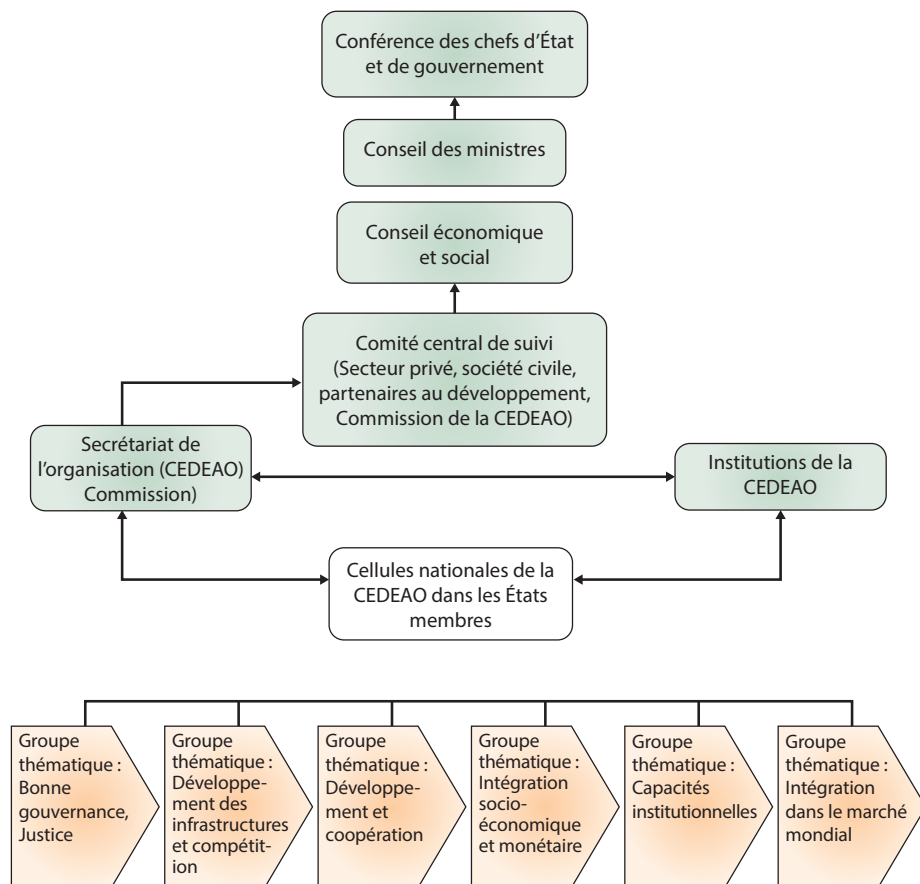 Conférence des chefs d’État
et de gouvernement
Conseil des ministres
Conseil économique
et social
Comité central de suivi
(Secteur privé, société civile,
partenaires au développement,
Commission de la CEDEAO)
Secrétariat de
l’organisation (CEDEAO)
Commission)
Institutions de la
CEDEAO
Cellules nationales de la
CEDEAO dans les États
membres
Groupe
thématique :
Bonne
gouvernance,
Justice
Groupe
thématique :
Développe-
ment des
infrastructures
et compétit-
ion
Groupe
thématique :
Dévelop­pe-
ment et
coopération
Groupe
thématique :
Intégration
socio-
économique
et monétaire
Groupe
thématique :
Capacités
institutionnelles
Groupe
thématique :
Intégration
dans le marché
mondial